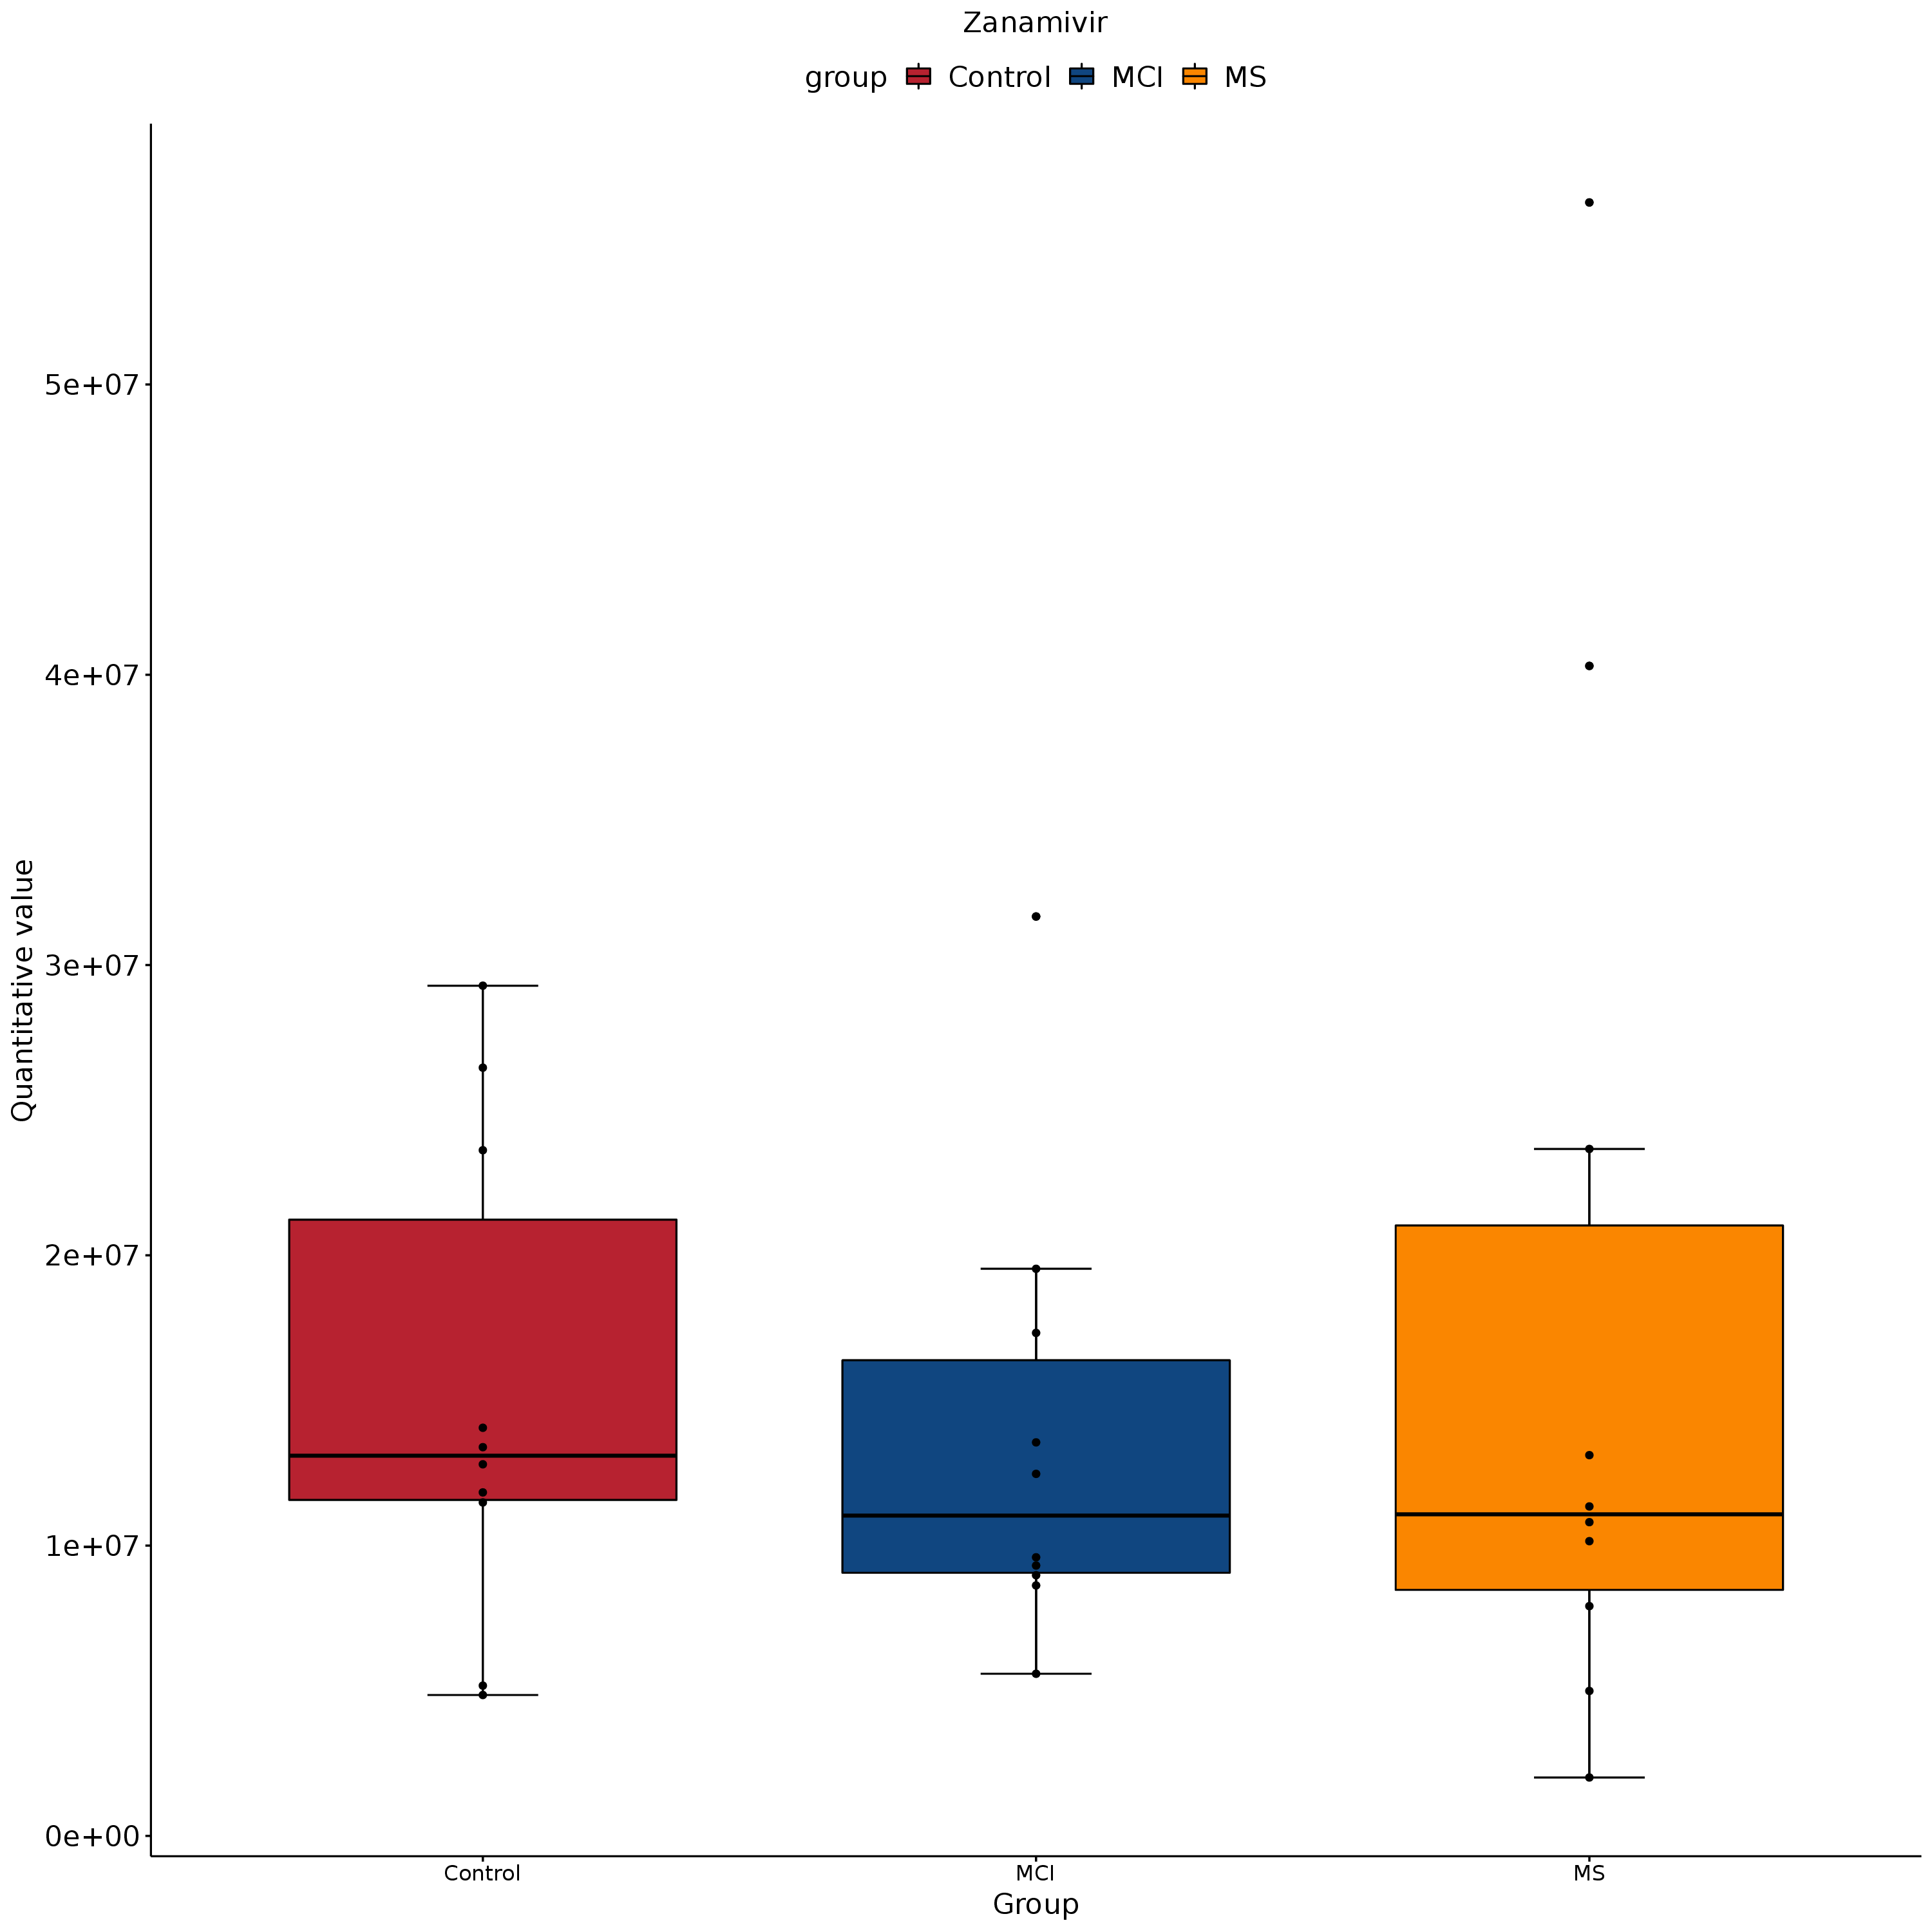 Zanamivir
group Control MCI MS
Quantitative value
5e+07
4e+07
3e+07
2e+07
1e+07
0e+00
Control MCI MS
Group